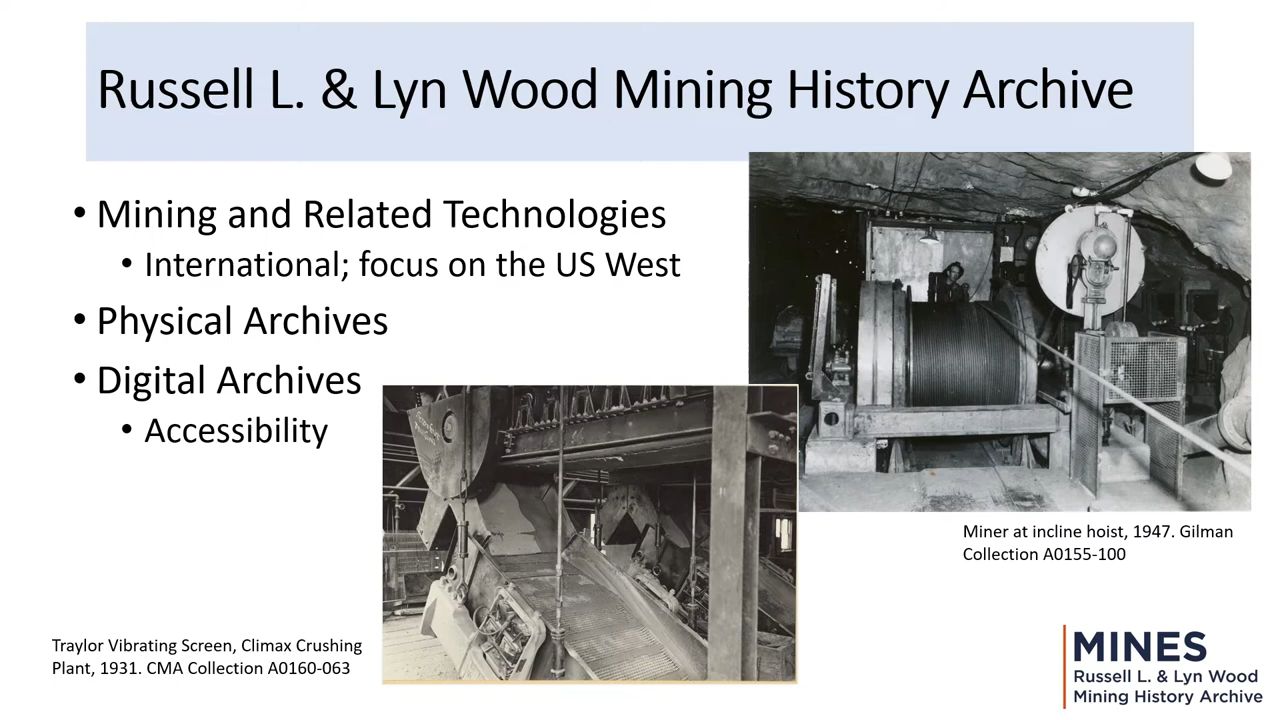 Russell L. & Lyn Wood Mining History Archive
• Mining and Related Technologies
• International; focus on the US West
• Physical Archives
• Digital Archives
• Accessibility
Miner at incline hoist, 1947. Gilman
Collection A0155-100
Traylor Vibrating Screen, Climax Crushing
Plant, 1931. CMA Collection A0160-063
MINES
Russell L. & Lyn Wood
Mining History Archive